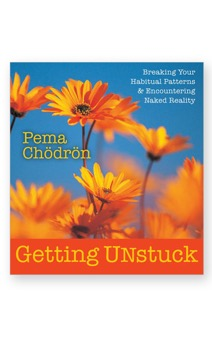 Breaking Your
Habitual Patterns
& Encountering
Naked Reality
Pema
Chödrön
Getting UNstuck